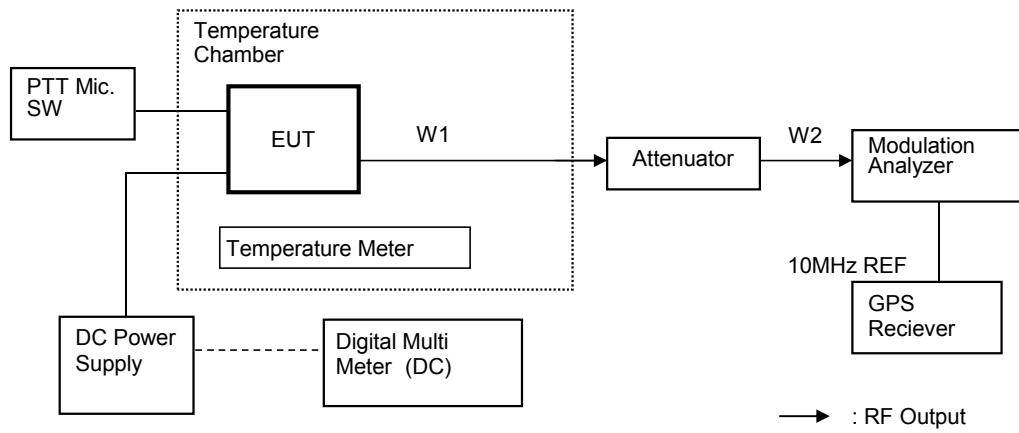 Temperature
Chamber
PTT Mic.
SW
EUT
W1
Attenuator
W2
Modulation
Analyzer
Temperature Meter
10MHz REF
GPS
Reciever
DC Power
Supply
Digital Multi
Meter (DC)
: RF Output